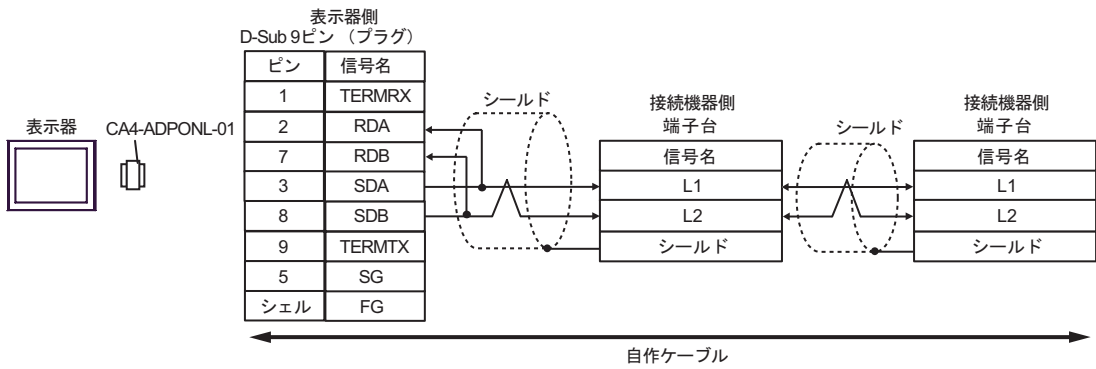 表示器側
D-Sub 9ピン （プラグ）
ピン 信号名
1 TERMRX
2 RDA
7 RDB
3 SDA
8 SDB
9 TERMTX
5 SG
シェル FG
表示器
CA4-ADPONL-01
シールド
接続機器側
端子台
信号名
L1
L2
シールド
シールド
接続機器側
端子台
信号名
L1
L2
シールド
自作ケーブル